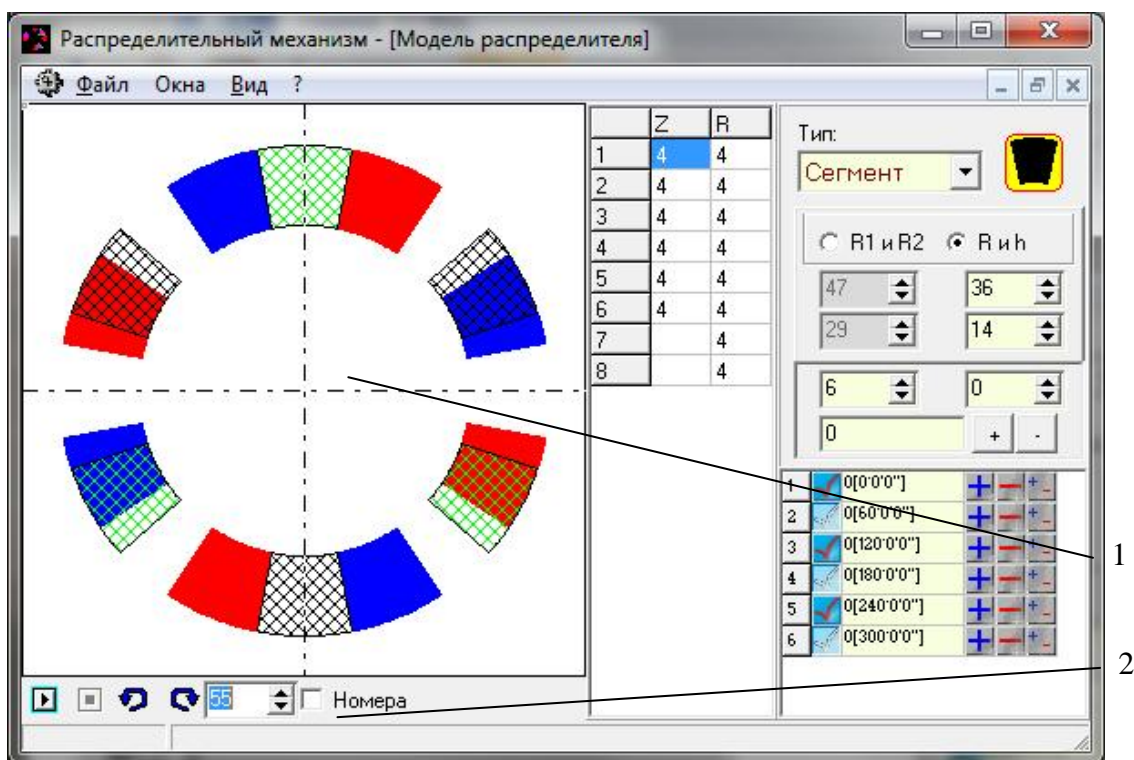 Распределительный механизм - [Модель распределителя]
Файл Окна Вид ?
Z R
1 4 4
2 4 4
3 4 4
4 4 4
5 4 4
6 4 4
7 4
8 4
Тип:
Сегмент
R1 и R2 R и h
47 36
29 14
6 0
0 + -
1 0[0'0'0"]
2 0[60'0'0"]
3 0[120'0'0"]
4 0[180'0'0"]
5 0[240'0'0"]
6 0[300'0'0"]
1
2
55 Номера